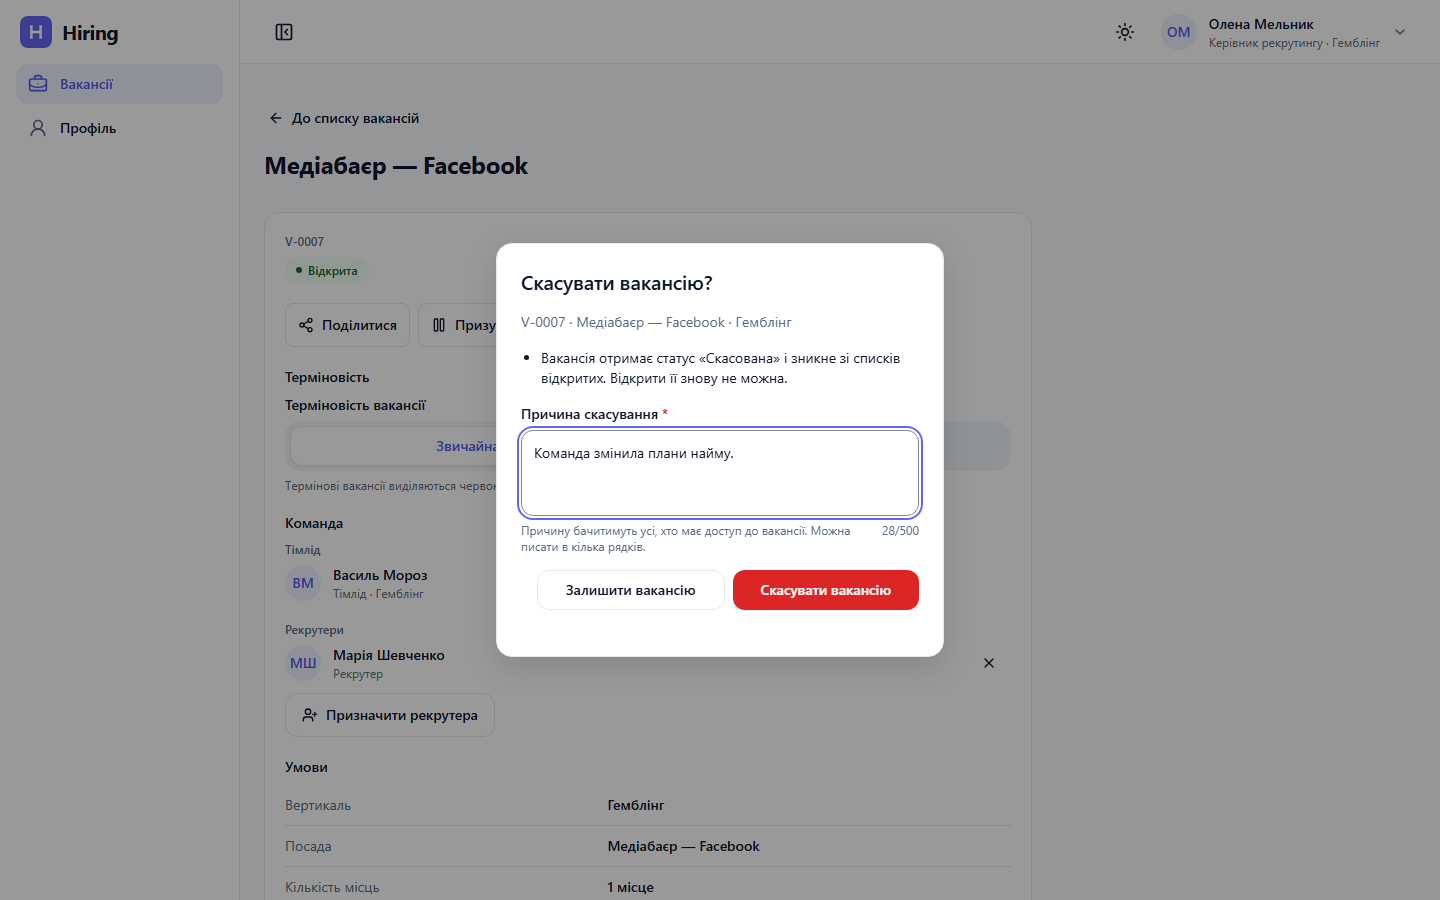 H Hiring
Вакансії
Профіль
Олена Мельник
ОМ
Керівник рекрутингу · Гемблінг
До списку вакансій
Медіабаєр — Facebook
V-0007
Відкрита
Поділитися
Терміновість
Терміновість вакансії
Команда
Тімлід
ВМ
Василь Мороз
Тімлід · Гемблінг
Рекрутери
МШ
Марія Шевченко
Рекрутер
Призначити рекрутера
Умови
Вертикаль Гемблінг
Посада Медіабаєр — Facebook
Кількість місць 1 місце
Скасувати вакансію?
V-0007 · Медіабаєр — Facebook · Гемблінг
• Вакансія отримає статус «Скасована» і зникне зі списків
відкритих. Відкрити її знову не можна.
Причина скасування *
Команда змінила плани найму.
Причину бачитимуть усі, хто має доступ до вакансії. Можна 28/500
писати в кілька рядків.
Залишити вакансію Скасувати вакансію